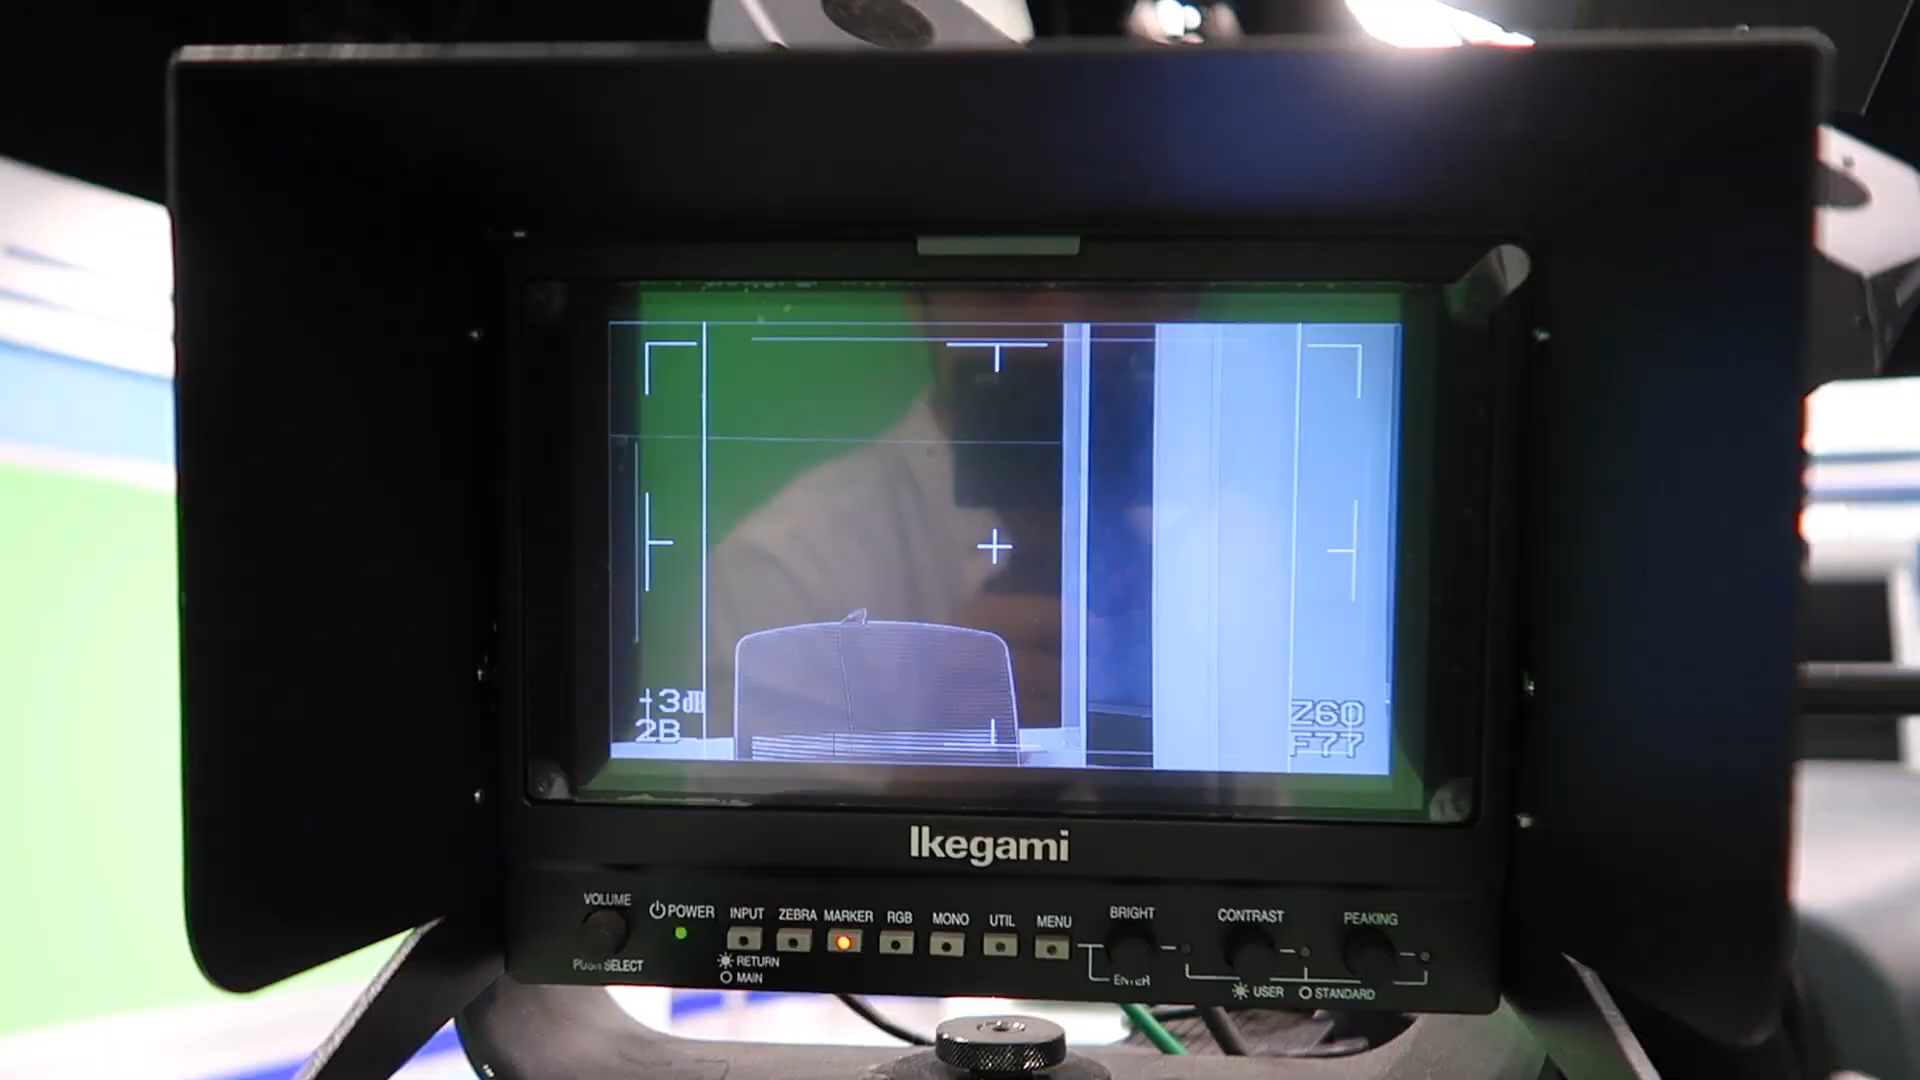 +3dB
2B
Z60
F77
Ikegami
VOLUME
POWER INPUT ZEBRA MARKER RGB MONO UTIL MENU BRIGHT CONTRAST PEAKING
PUSH SELECT
RETURN
MAIN
ENTER
USER STANDARD